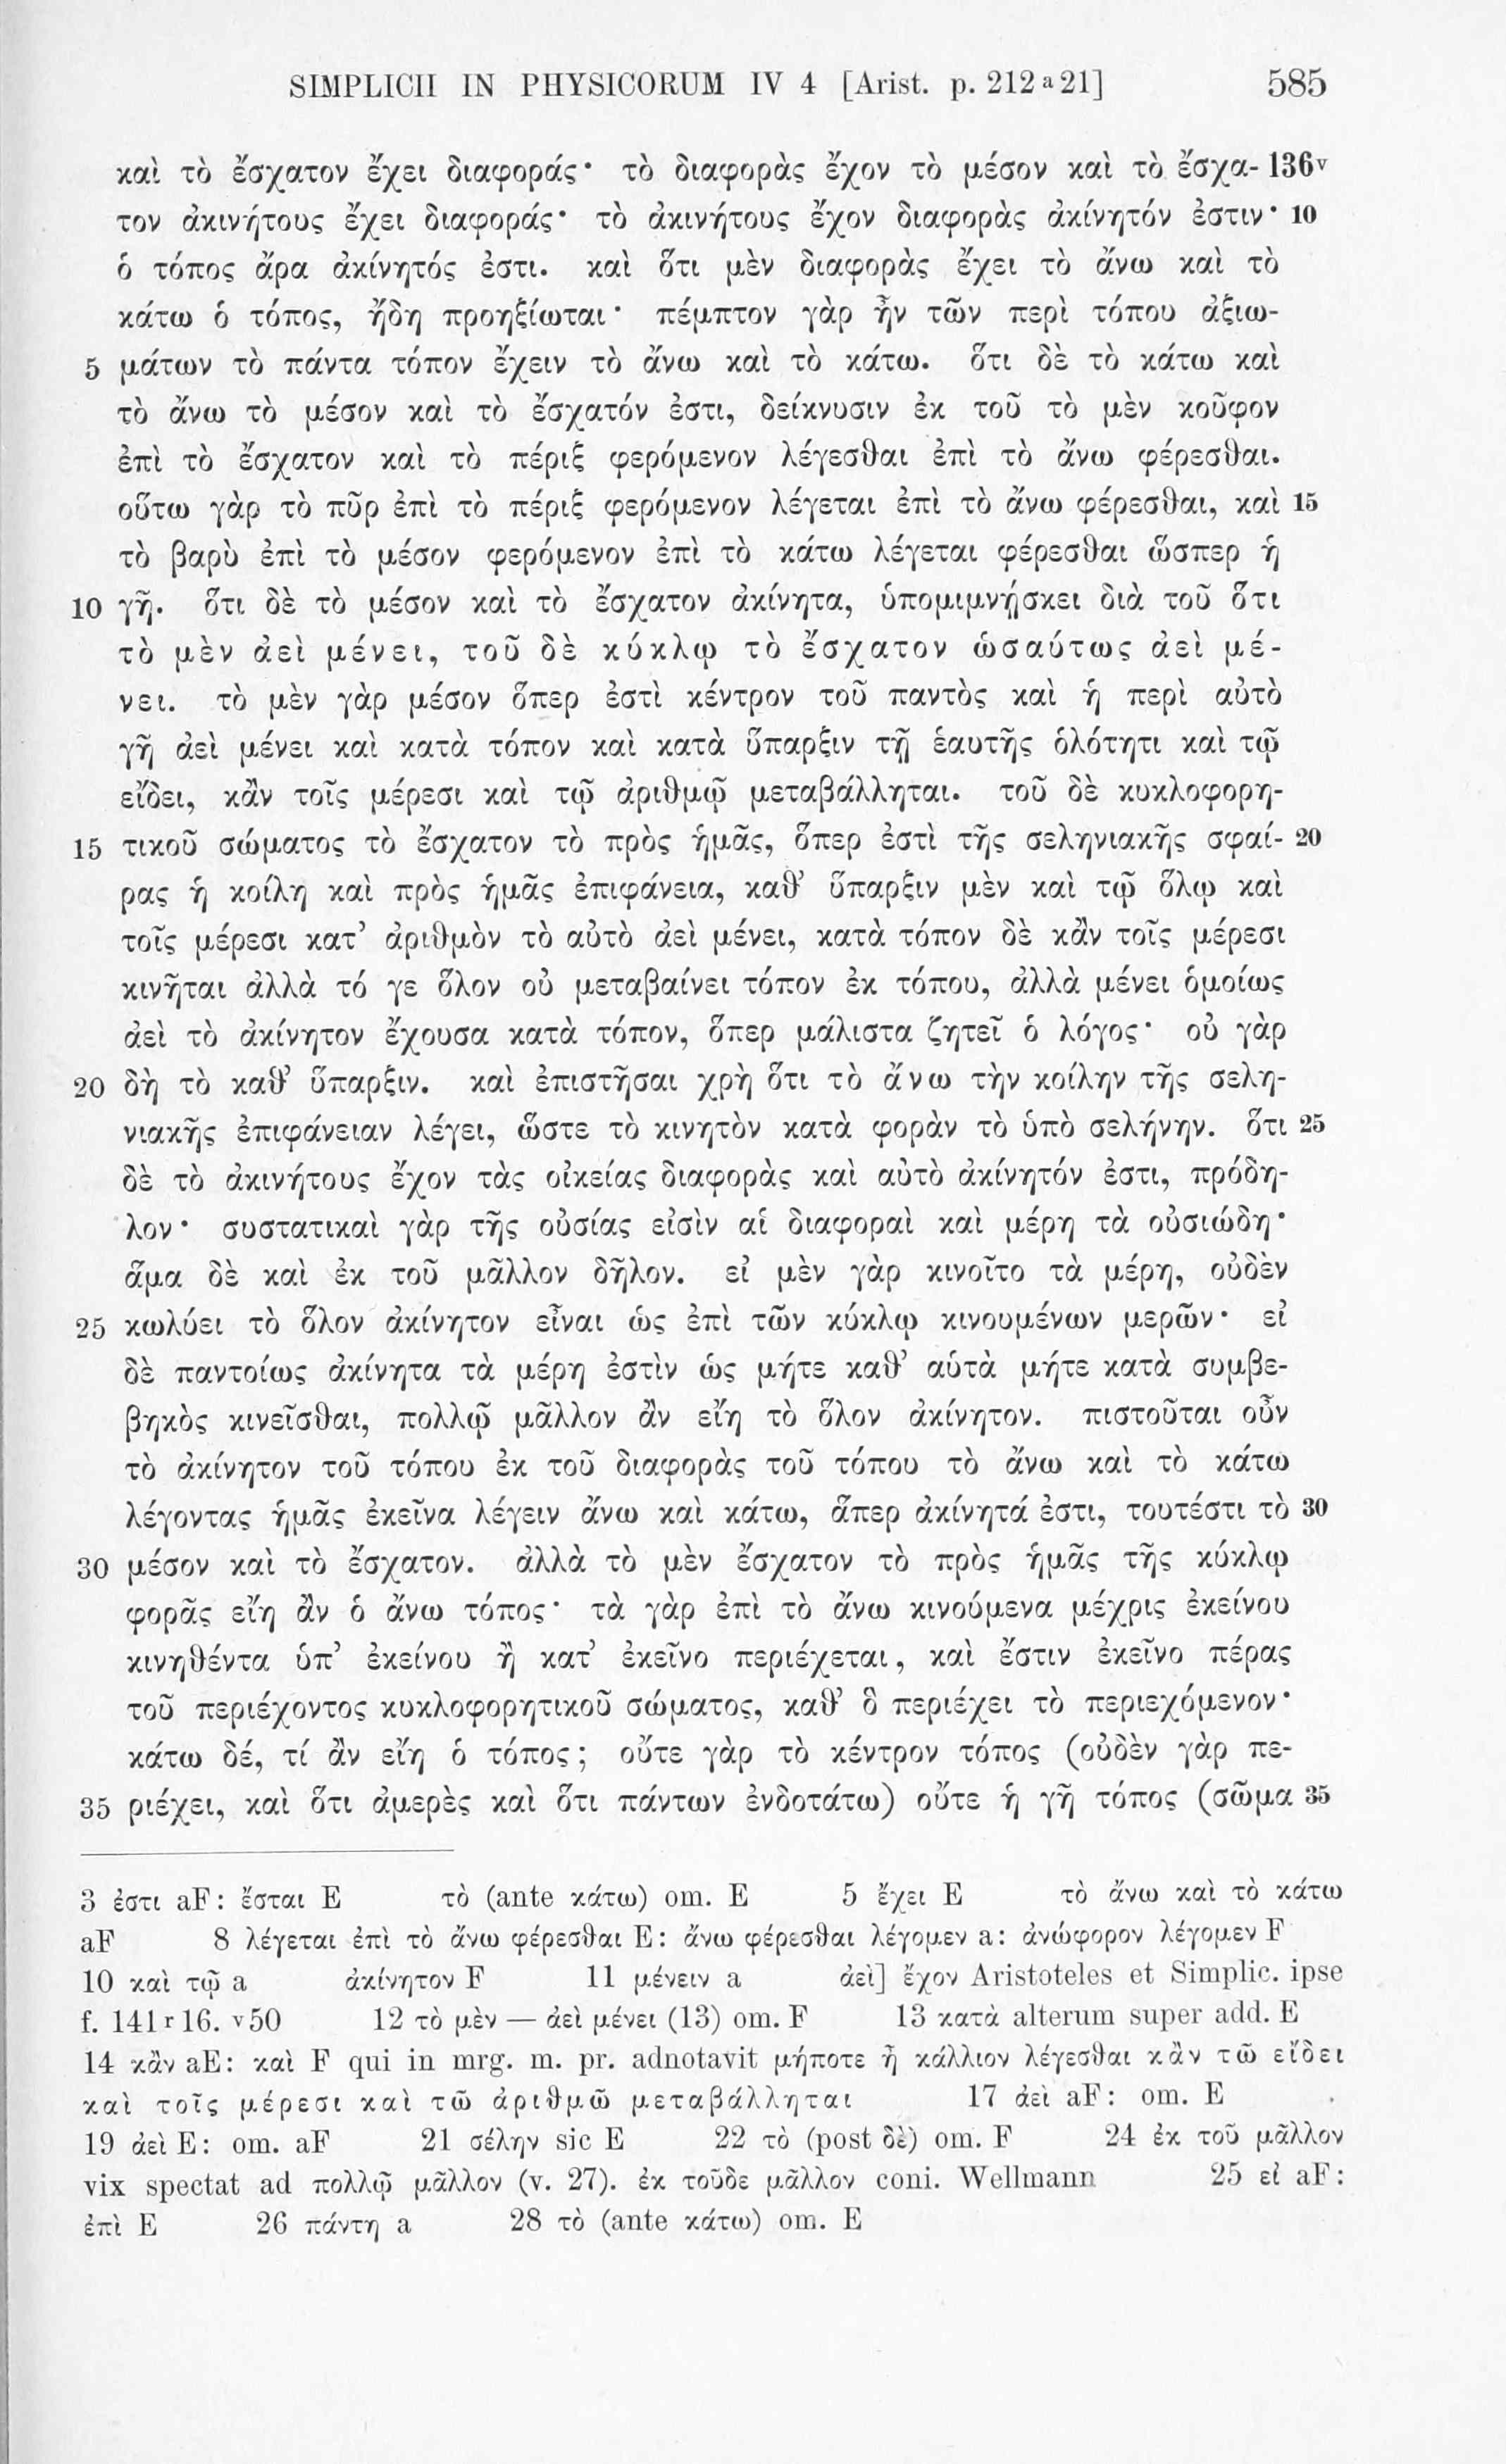 SIMPLICII IN PHYSICORUM IV 4 [Arist. p. 212 a 21] 585
καὶ τὸ ἔσχατον ἔχει διαφοράς· τὸ διαφορὰς ἔχον τὸ μέσον καὶ τὸ ἔσχα- 136v
τον ἀκινήτους ἔχει διαφοράς· τὸ ἀκινήτους ἔχον διαφορὰς ἀκίνητόν ἐστιν· 10
ὁ τόπος ἄρα ἀκίνητός ἐστι. καὶ ὅτι μὲν διαφορὰς ἔχει τὸ ἄνω καὶ τὸ
κάτω ὁ τόπος, ἤδη προηξίωται· πέμπτον γὰρ ἦν τῶν περὶ τόπου ἀξιω-
5 μάτων τὸ πάντα τόπον ἔχειν τὸ ἄνω καὶ τὸ κάτω. ὅτι δὲ τὸ κάτω καὶ
τὸ ἄνω τὸ μέσον καὶ τὸ ἔσχατόν ἐστι, δείκνυσιν ἐκ τοῦ τὸ μὲν κοῦφον
ἐπὶ τὸ ἔσχατον καὶ τὸ πέριξ φερόμενον λέγεσθαι ἐπὶ τὸ ἄνω φέρεσθαι.
οὕτω γὰρ τὸ πῦρ ἐπὶ τὸ πέριξ φερόμενον λέγεται ἐπὶ τὸ ἄνω φέρεσθαι, καὶ 15
τὸ βαρὺ ἐπὶ τὸ μέσον φερόμενον ἐπὶ τὸ κάτω λέγεται φέρεσθαι ὥσπερ ἡ
10 γῆ. ὅτι δὲ τὸ μέσον καὶ τὸ ἔσχατον ἀκίνητα, ὑπομιμνήσκει διὰ τοῦ ὅτι
τὸ μὲν ἀεὶ μένει, τοῦ δὲ κύκλῳ τὸ ἔσχατον ὡσαύτως ἀεὶ μέ-
νει. τὸ μὲν γὰρ μέσον ὅπερ ἐστὶ κέντρον τοῦ παντὸς καὶ ἡ περὶ αὐτὸ
γῆ ἀεὶ μένει καὶ κατὰ τόπον καὶ κατὰ ὕπαρξιν τῇ ἑαυτῆς ὁλότητι καὶ τῷ
εἴδει, κἂν τοῖς μέρεσι καὶ τῷ ἀριθμῷ μεταβάλληται. τοῦ δὲ κυκλοφορη-
15 τικοῦ σώματος τὸ ἔσχατον τὸ πρὸς ἡμᾶς, ὅπερ ἐστὶ τῆς σεληνιακῆς σφαί- 20
ρας ἡ κοίλη καὶ πρὸς ἡμᾶς ἐπιφάνεια, καθ’ ὕπαρξιν μὲν καὶ τῷ ὅλῳ καὶ
τοῖς μέρεσι κατ’ ἀριθμὸν τὸ αὐτὸ ἀεὶ μένει, κατὰ τόπον δὲ κἂν τοῖς μέρεσι
κινῆται ἀλλὰ τό γε ὅλον οὐ μεταβαίνει τόπον ἐκ τόπου, ἀλλὰ μένει ὁμοίως
ἀεὶ τὸ ἀκίνητον ἔχουσα κατὰ τόπον, ὅπερ μάλιστα ζητεῖ ὁ λόγος· οὐ γὰρ
20 δὴ τὸ καθ’ ὕπαρξιν. καὶ ἐπιστῆσαι χρὴ ὅτι τὸ ἄνω τὴν κοίλην τῆς σελη-
νιακῆς ἐπιφάνειαν λέγει, ὥστε τὸ κινητὸν κατὰ φορὰν τὸ ὑπὸ σελήνην. ὅτι 25
δὲ τὸ ἀκινήτους ἔχον τὰς οἰκείας διαφορὰς καὶ αὐτὸ ἀκίνητόν ἐστι, πρόδη-
λον· συστατικαὶ γὰρ τῆς οὐσίας εἰσὶν αἱ διαφοραὶ καὶ μέρη τὰ οὐσιώδη·
ἅμα δὲ καὶ ἐκ τοῦ μᾶλλον δῆλον. εἰ μὲν γὰρ κινοῖτο τὰ μέρη, οὐδὲν
25 κωλύει τὸ ὅλον ἀκίνητον εἶναι ὡς ἐπὶ τῶν κύκλῳ κινουμένων μερῶν· εἰ
δὲ παντοίως ἀκίνητα τὰ μέρη ἐστὶν ὡς μήτε καθ’ αὑτὰ μήτε κατὰ συμβε-
βηκὸς κινεῖσθαι, πολλῷ μᾶλλον ἂν εἴη τὸ ὅλον ἀκίνητον. πιστοῦται οὖν
τὸ ἀκίνητον τοῦ τόπου ἐκ τοῦ διαφορὰς τοῦ τόπου τὸ ἄνω καὶ τὸ κάτω
λέγοντας ἡμᾶς ἐκεῖνα λέγειν ἄνω καὶ κάτω, ἅπερ ἀκίνητά ἐστι, τουτέστι τὸ 30
30 μέσον καὶ τὸ ἔσχατον. ἀλλὰ τὸ μὲν ἔσχατον τὸ πρὸς ἡμᾶς τῆς κύκλῳ
φορᾶς εἴη ἂν ὁ ἄνω τόπος· τὰ γὰρ ἐπὶ τὸ ἄνω κινούμενα μέχρις ἐκείνου
κινηθέντα ὑπ’ ἐκείνου ἢ κατ’ ἐκεῖνο περιέχεται, καὶ ἔστιν ἐκεῖνο πέρας
τοῦ περιέχοντος κυκλοφορητικοῦ σώματος, καθ’ ὃ περιέχει τὸ περιεχόμενον·
κάτω δέ, τί ἂν εἴη ὁ τόπος; οὔτε γὰρ τὸ κέντρον τόπος (οὐδὲν γὰρ πε-
35 ριέχει, καὶ ὅτι ἀμερὲς καὶ ὅτι πάντων ἐνδοτάτω) οὔτε ἡ γῆ τόπος (σῶμα 35
3 ἐστι aF: ἔσται E τὸ (ante κάτω) om. E 5 ἔχει E τὸ ἄνω καὶ τὸ κάτω
aF 8 λέγεται ἐπὶ τὸ ἄνω φέρεσθαι E: ἄνω φέρεσθαι λέγομεν a: ἀνώφορον λέγομεν F
10 καὶ τῷ a ἀκίνητον F 11 μένειν a ἀεὶ] ἔχον Aristoteles et Simplic. ipse
f. 141 r 16. v 50 12 τὸ μὲν — ἀεὶ μένει (13) om. F 13 κατὰ alterum super add. E
14 κἂν aE: καὶ F qui in mrg. m. pr. adnotavit μήποτε ᾖ κάλλιον λέγεσθαι κἂν τῶ εἴδει
καὶ τοῖς μέρεσι καὶ τῶ ἀριθμῶ μεταβάλληται 17 ἀεὶ aF: om. E
19 ἀεὶ E: om. aF 21 σέλην sic E 22 τὸ (post δὲ) om. F 24 ἐκ τοῦ μᾶλλον
vix spectat ad πολλῷ μᾶλλον (v. 27). ἐκ τοῦδε μᾶλλον coni. Wellmann 25 εἰ aF:
ἐπὶ E 26 πάντη a 28 τὸ (ante κάτω) om. E